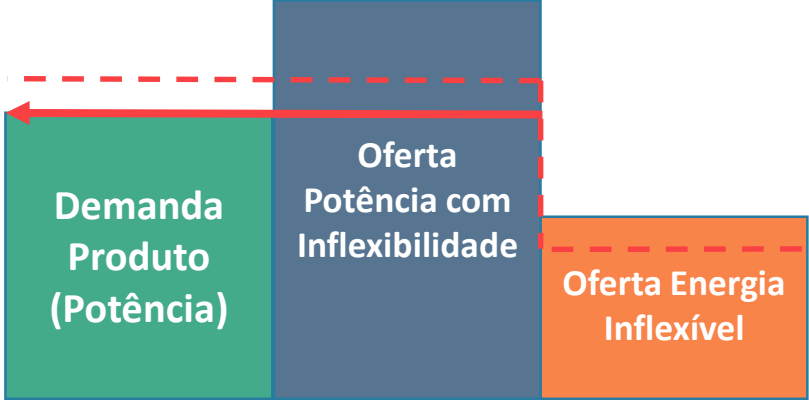 Demanda
Produto
(Potência)
Oferta
Potência com
Inflexibilidade
Oferta Energia
Inflexível